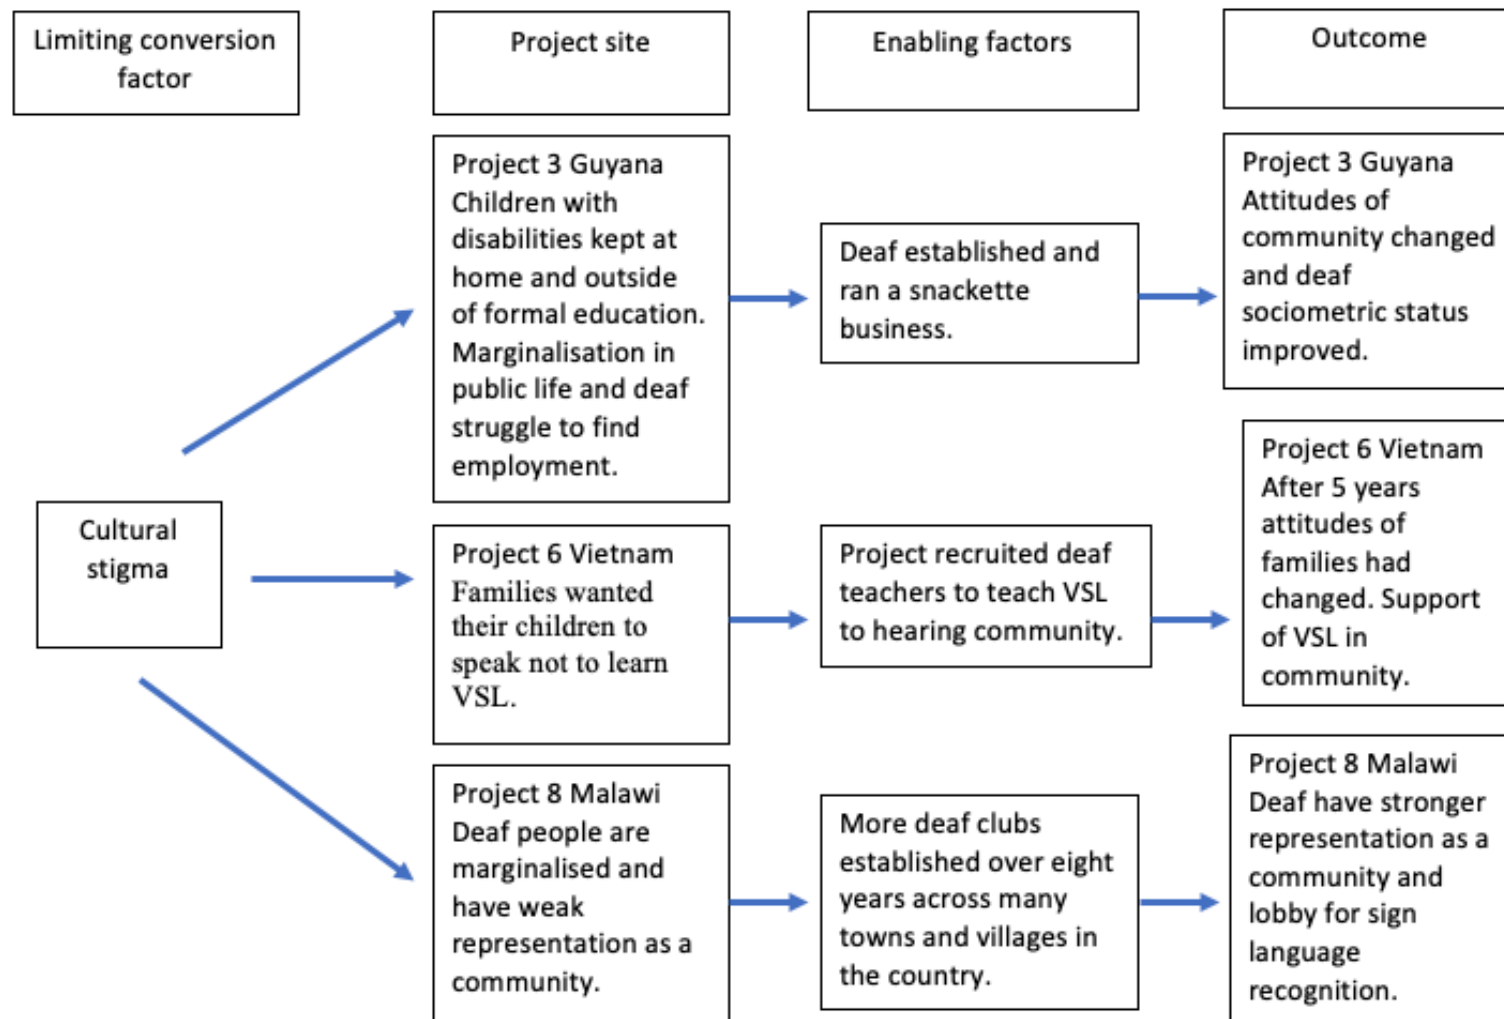 Limiting conversion
factor
Project site
Enabling factors
Outcome
Cultural
stigma
Project 3 Guyana
Children with
disabilities kept at
home and outside
of formal education.
Marginalisation in
public life and deaf
struggle to find
employment.
Deaf established and
ran a snackette
business.
Project 3 Guyana
Attitudes of
community changed
and deaf
sociometric status
improved.
Project 6 Vietnam
Families wanted
their children to
speak not to learn
VSL.
Project recruited deaf
teachers to teach VSL
to hearing community.
Project 6 Vietnam
After 5 years
attitudes of
families had
changed. Support
of VSL in
community.
Project 8 Malawi
Deaf people are
marginalised and
have weak
representation as a
community.
More deaf clubs
established over eight
years across many
towns and villages in
the country.
Project 8 Malawi
Deaf have stronger
representation as a
community and
lobby for sign
language
recognition.